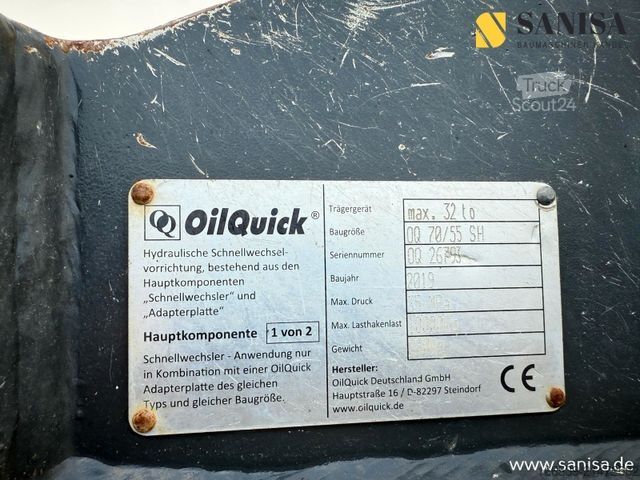 SANISA
BAUMASCHINENHANDEL
Truck
Scout24
OilQuick®
Hydraulische Schnellwechsel-
vorrichtung, bestehend aus den
Hauptkomponenten
„Schnellwechsler" und
„Adapterplatte".
Hauptkomponente 1 von 2
Schnellwechsler - Anwendung nur
in Kombination mit einer OilQuick
Adapterplatte des gleichen
Typs und gleicher Baugröße.
Trägergerät max. 32 to
Baugröße OQ 70/55 SH
Seriennummer OQ 26793
Baujahr 2019
Max. Druck
Max. Lasthakenlast
Gewicht
Hersteller:
OilQuick Deutschland GmbH
Hauptstraße 16 / D-82297 Steindorf
www.oilquick.de
CE
www.sanisa.de